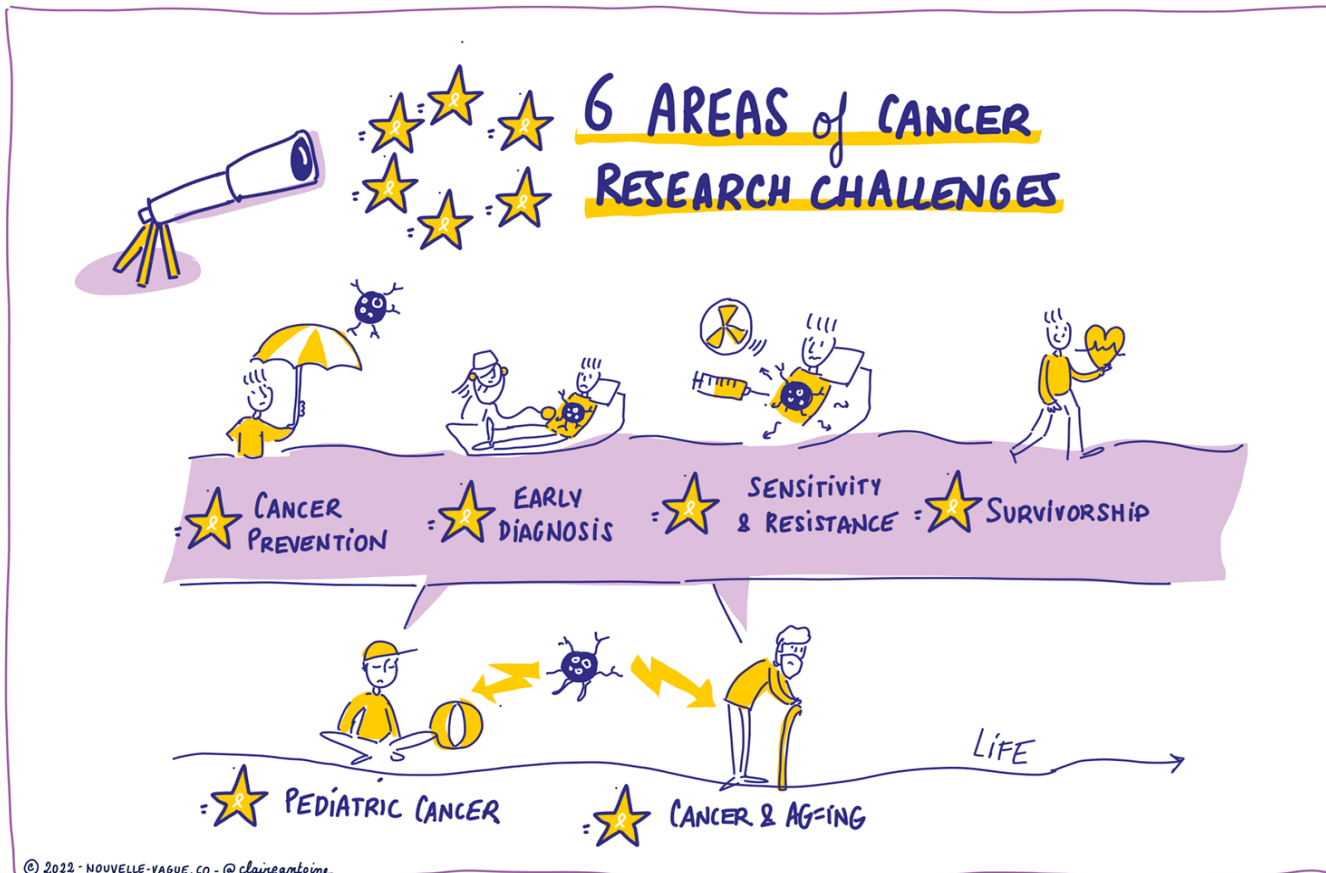 6 AREAS of CANCER
RESEARCH CHALLENGES
CANCER
PREVENTION
EARLY
DIAGNOSIS
SENSITIVITY
& RESISTANCE
SURVIVORSHIP
LIFE
PEDIATRIC CANCER
CANCER & AGEING
© 2022 - NOUVELLE-VAGUE.CO - @claireantoine